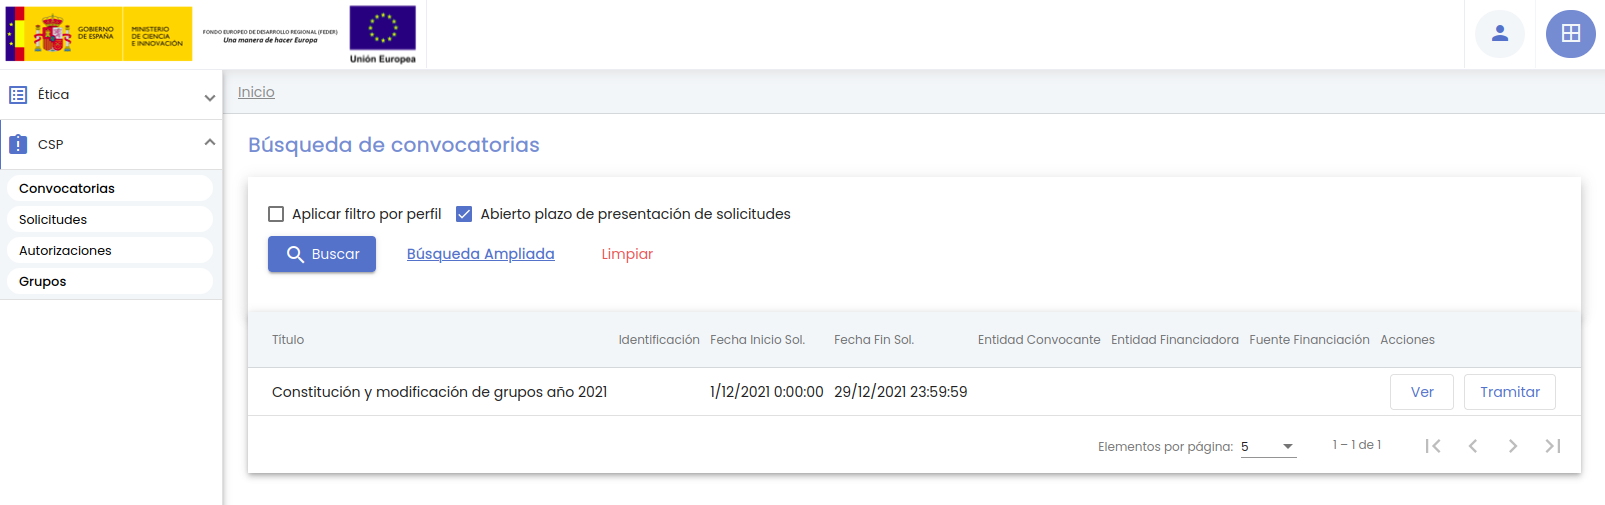 GOBIERNO
DE ESPAÑA
MINISTERIO
DE CIENCIA
E INNOVACIÓN
FONDO EUROPEO DE DESARROLLO REGIONAL (FEDER)
Una manera de hacer Europa
Unión Europea
Ética
CSP
Convocatorias
Solicitudes
Autorizaciones
Grupos
Inicio
Búsqueda de convocatorias
Aplicar filtro por perfil Abierto plazo de presentación de solicitudes
Buscar Búsqueda Ampliada Limpiar
Título Identificación Fecha Inicio Sol. Fecha Fin Sol. Entidad Convocante Entidad Financiadora Fuente Financiación Acciones
Constitución y modificación de grupos año 2021 1/12/2021 0:00:00 29/12/2021 23:59:59 Ver Tramitar
Elementos por página: 5 1 – 1 de 1